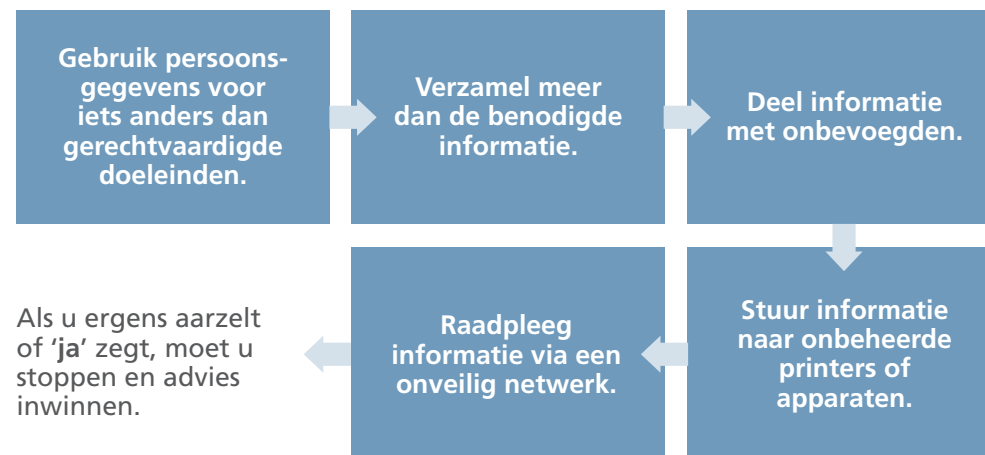 Gebruik persoons-
gegevens voor
iets anders dan
gerechtvaardigde
doeleinden.
Verzamel meer
dan de benodigde
informatie.
Deel informatie
met onbevoegden.
Stuur informatie
naar onbeheerde
printers of
apparaten.
Raadpleeg
informatie via een
onveilig netwerk.
Als u ergens aarzelt
of ‘ja’ zegt, moet u
stoppen en advies
inwinnen.